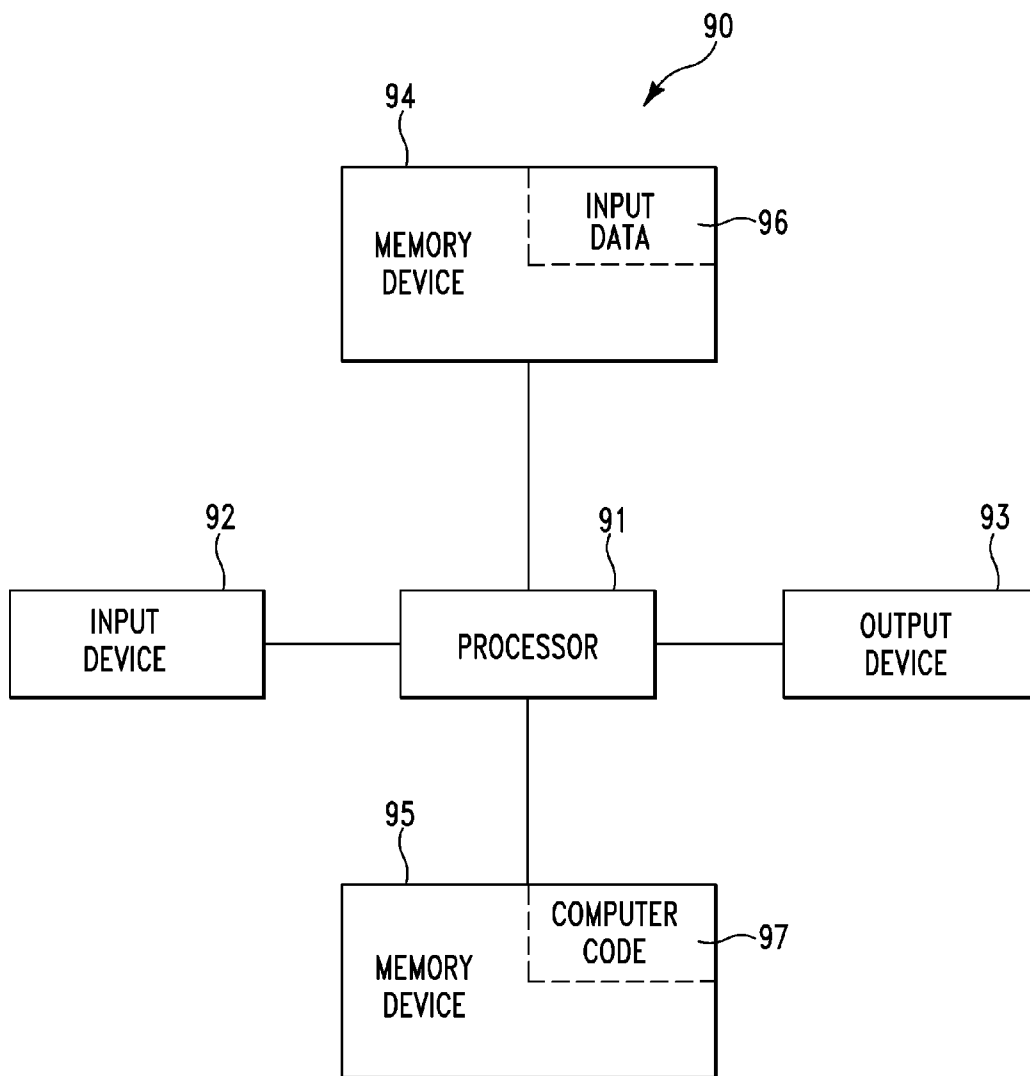 90
94
INPUT
DATA
96
MEMORY
DEVICE
92
91
93
INPUT
DEVICE
PROCESSOR
OUTPUT
DEVICE
95
COMPUTER
CODE
97
MEMORY
DEVICE